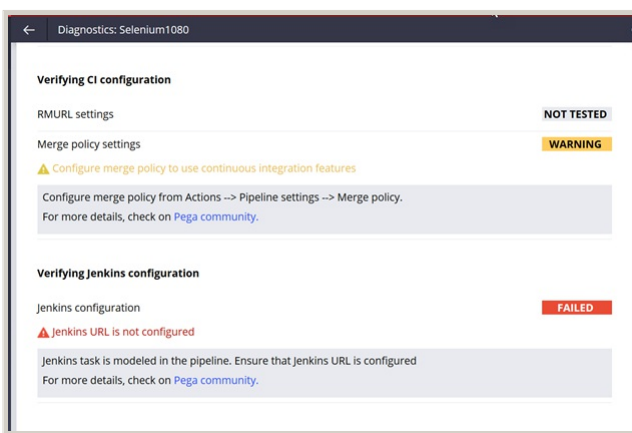 ← Diagnostics: Selenium1080
Verifying CI configuration
RMURL settings NOT TESTED
Merge policy settings WARNING
Configure merge policy to use continuous integration features
Configure merge policy from Actions --> Pipeline settings --> Merge policy.
For more details, check on Pega community.
Verifying Jenkins configuration
Jenkins configuration FAILED
Jenkins URL is not configured
Jenkins task is modeled in the pipeline. Ensure that Jenkins URL is configured
For more details, check on Pega community.